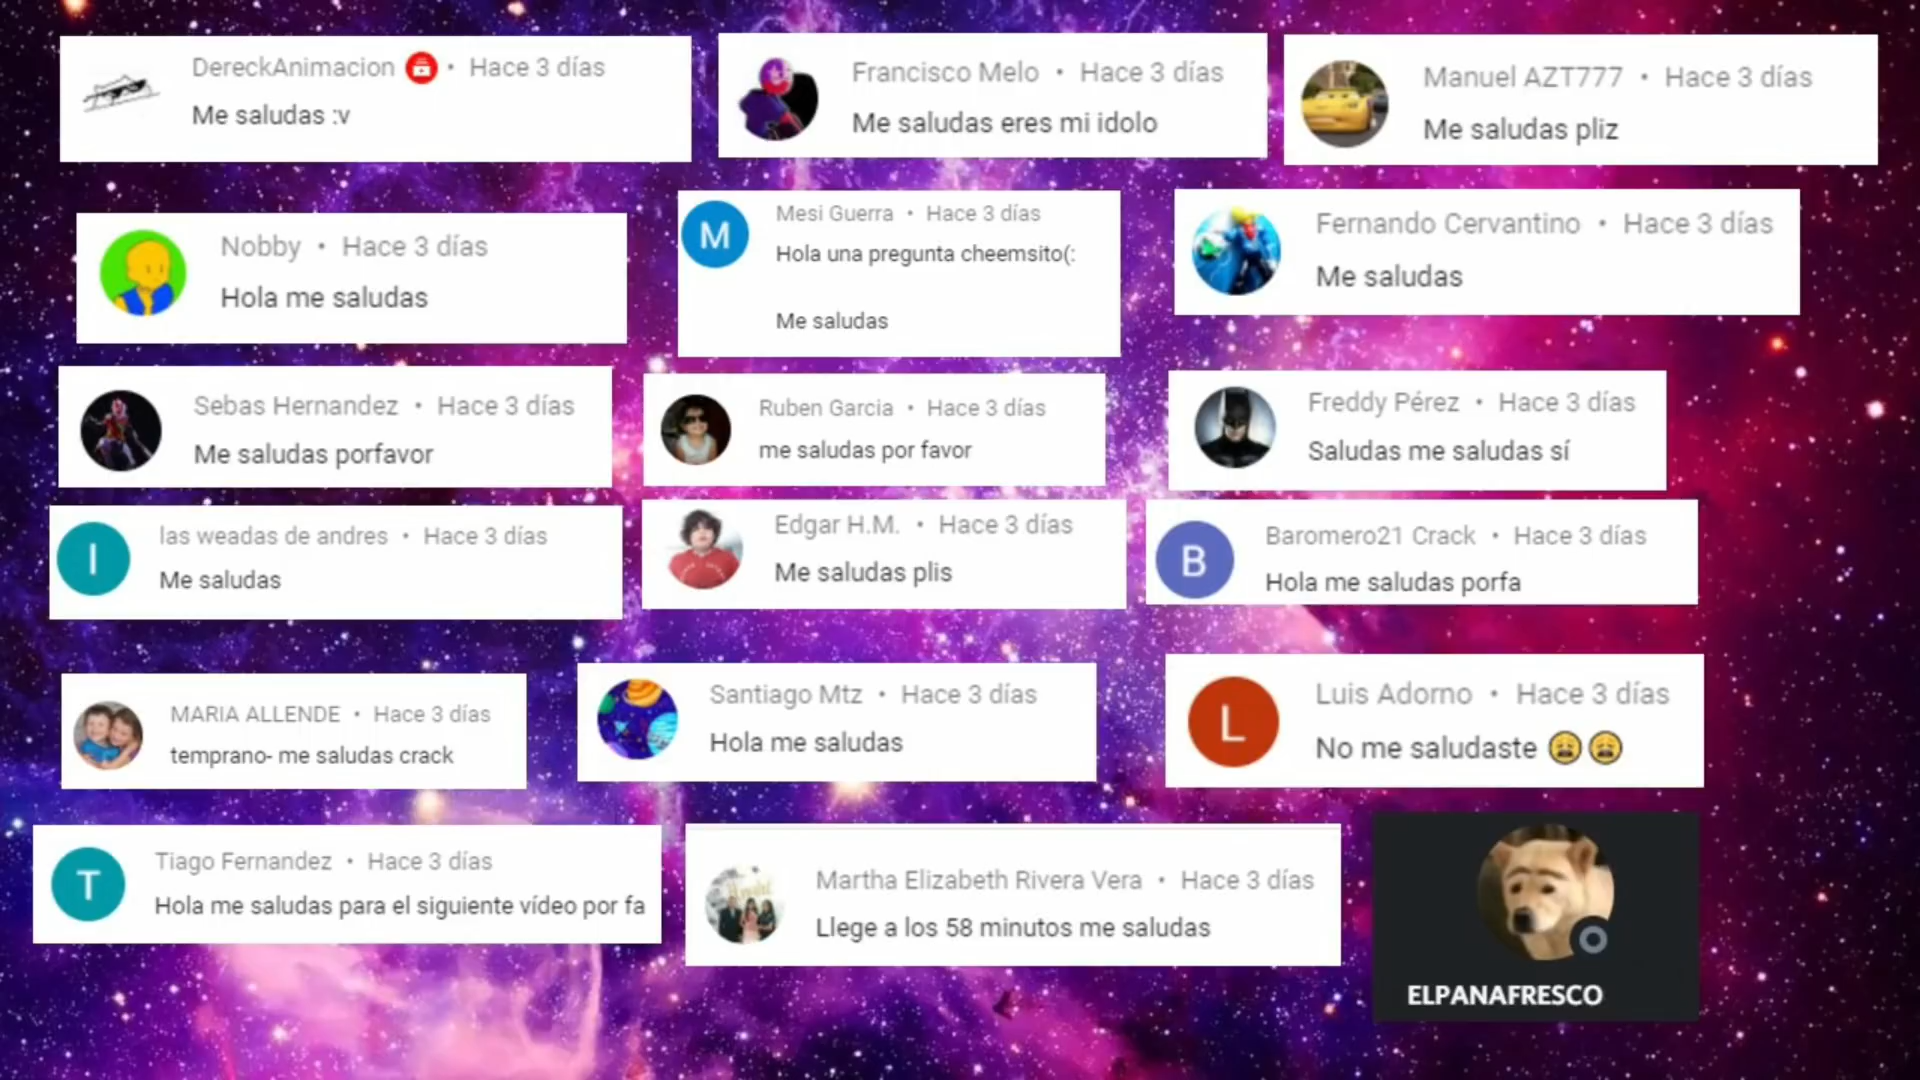 DereckAnimacion • Hace 3 días
Me saludas :v
Francisco Melo • Hace 3 días
Me saludas eres mi idolo
Manuel AZT777 • Hace 3 días
Me saludas pliz
Nobby • Hace 3 días
Hola me saludas
M
Mesi Guerra • Hace 3 días
Hola una pregunta cheemsito(:
Me saludas
Fernando Cervantino • Hace 3 días
Me saludas
Sebas Hernandez • Hace 3 días
Me saludas porfavor
Ruben Garcia • Hace 3 días
me saludas por favor
Freddy Pérez • Hace 3 días
Saludas me saludas sí
l
las weadas de andres • Hace 3 días
Me saludas
Edgar H.M. • Hace 3 días
Me saludas plis
B
Baromero21 Crack • Hace 3 días
Hola me saludas porfa
MARIA ALLENDE • Hace 3 días
temprano- me saludas crack
Santiago Mtz • Hace 3 días
Hola me saludas
L
Luis Adorno • Hace 3 días
No me saludaste 😩😩
T
Tiago Fernandez • Hace 3 días
Hola me saludas para el siguiente vídeo por fa
Martha Elizabeth Rivera Vera • Hace 3 días
Llege a los 58 minutos me saludas
ELPANAFRESCO